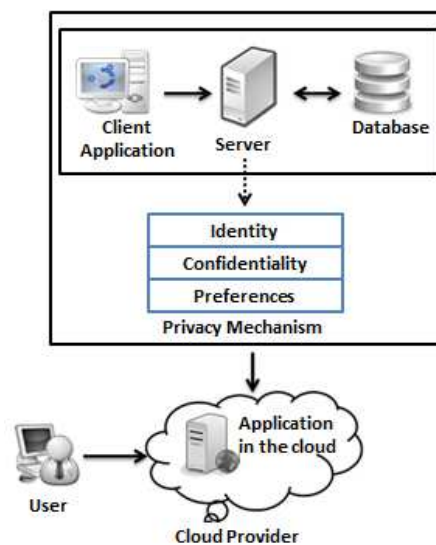 Client
Application
Server
Database
Identity
Confidentiality
Preferences
Privacy Mechanism
Application
in the cloud
User
Cloud Provider